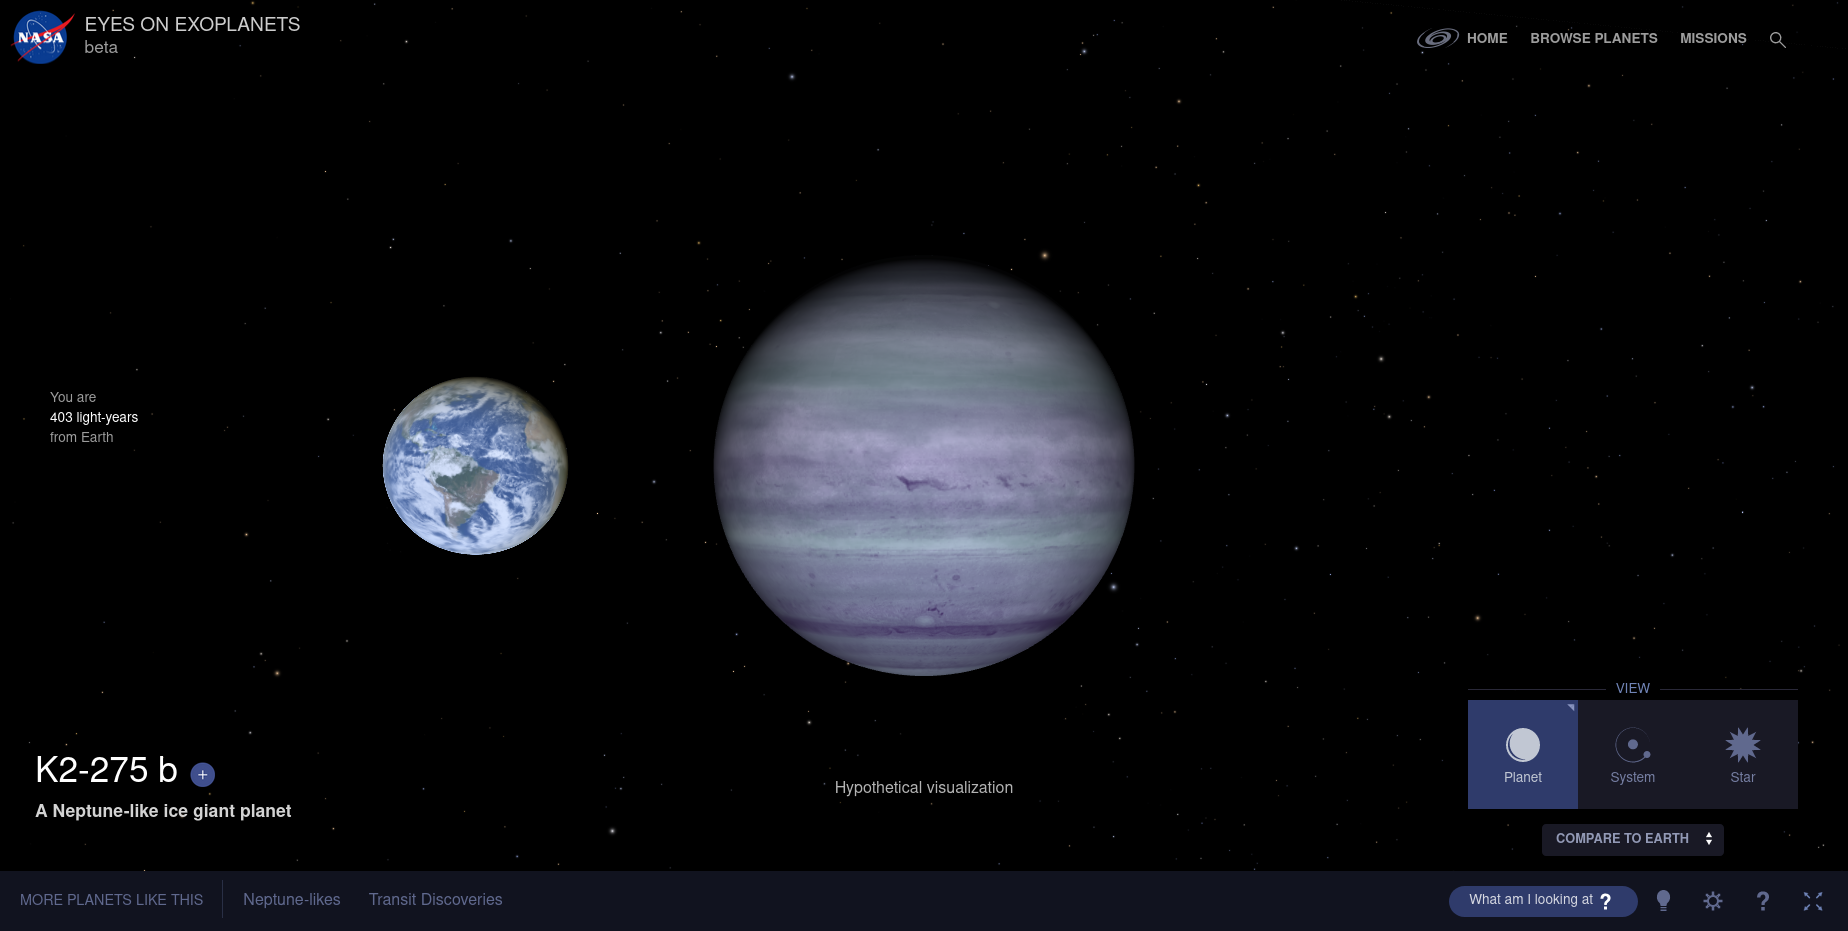 NASA
EYES ON EXOPLANETS
beta
HOME
BROWSE PLANETS
MISSIONS
You are
403 light-years
from Earth
K2-275 b +
A Neptune-like ice giant planet
Hypothetical visualization
VIEW
Planet
System
Star
COMPARE TO EARTH
MORE PLANETS LIKE THIS
Neptune-likes
Transit Discoveries
What am I looking at ?
?